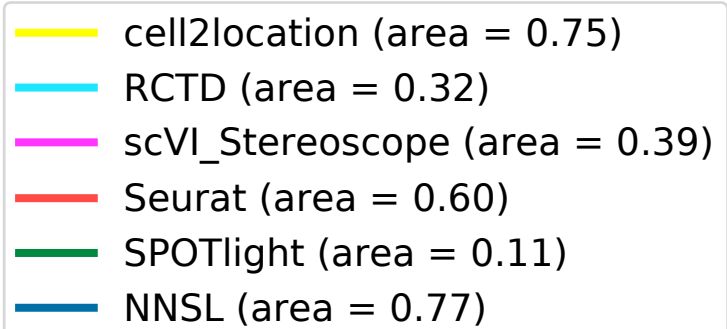 cell2location (area = 0.75)
RCTD (area = 0.32)
scVI_Stereoscope (area = 0.39)
Seurat (area = 0.60)
SPOTlight (area = 0.11)
NNSL (area = 0.77)